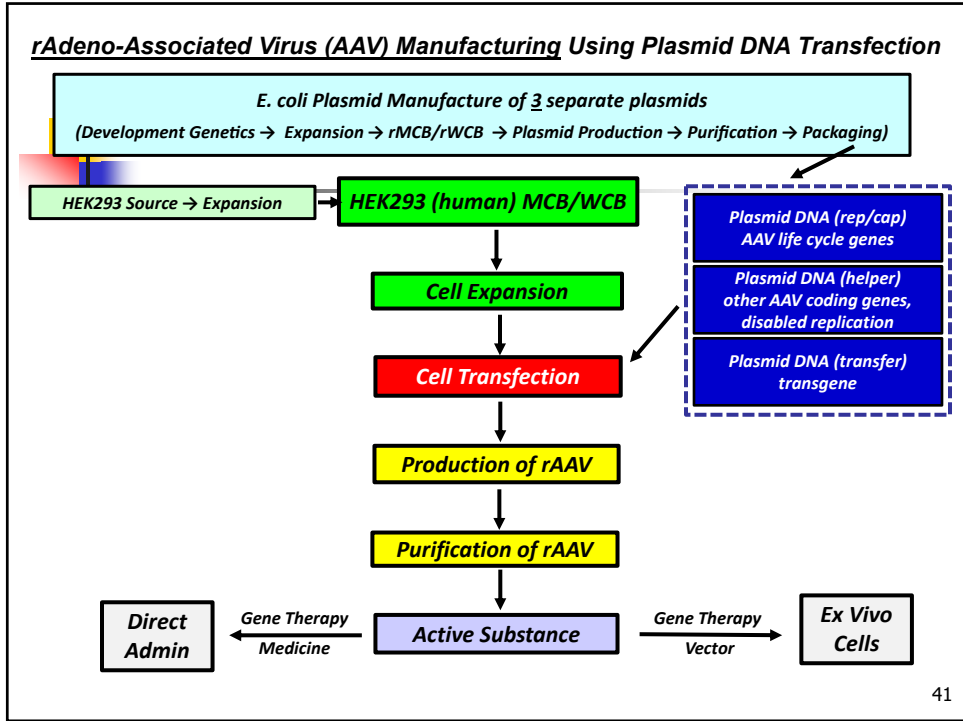 rAdeno-Associated Virus (AAV) Manufacturing Using Plasmid DNA Transfection
E. coli Plasmid Manufacture of 3 separate plasmids
(Development Genetics → Expansion → rMCB/rWCB → Plasmid Production → Purification → Packaging)
HEK293 Source → Expansion
HEK293 (human) MCB/WCB
Plasmid DNA (rep/cap)
AAV life cycle genes
Cell Expansion
Plasmid DNA (helper)
other AAV coding genes,
disabled replication
Cell Transfection
Plasmid DNA (transfer)
transgene
Production of rAAV
Purification of rAAV
Direct
Admin
Gene Therapy
Medicine
Active Substance
Gene Therapy
Vector
Ex Vivo
Cells
41